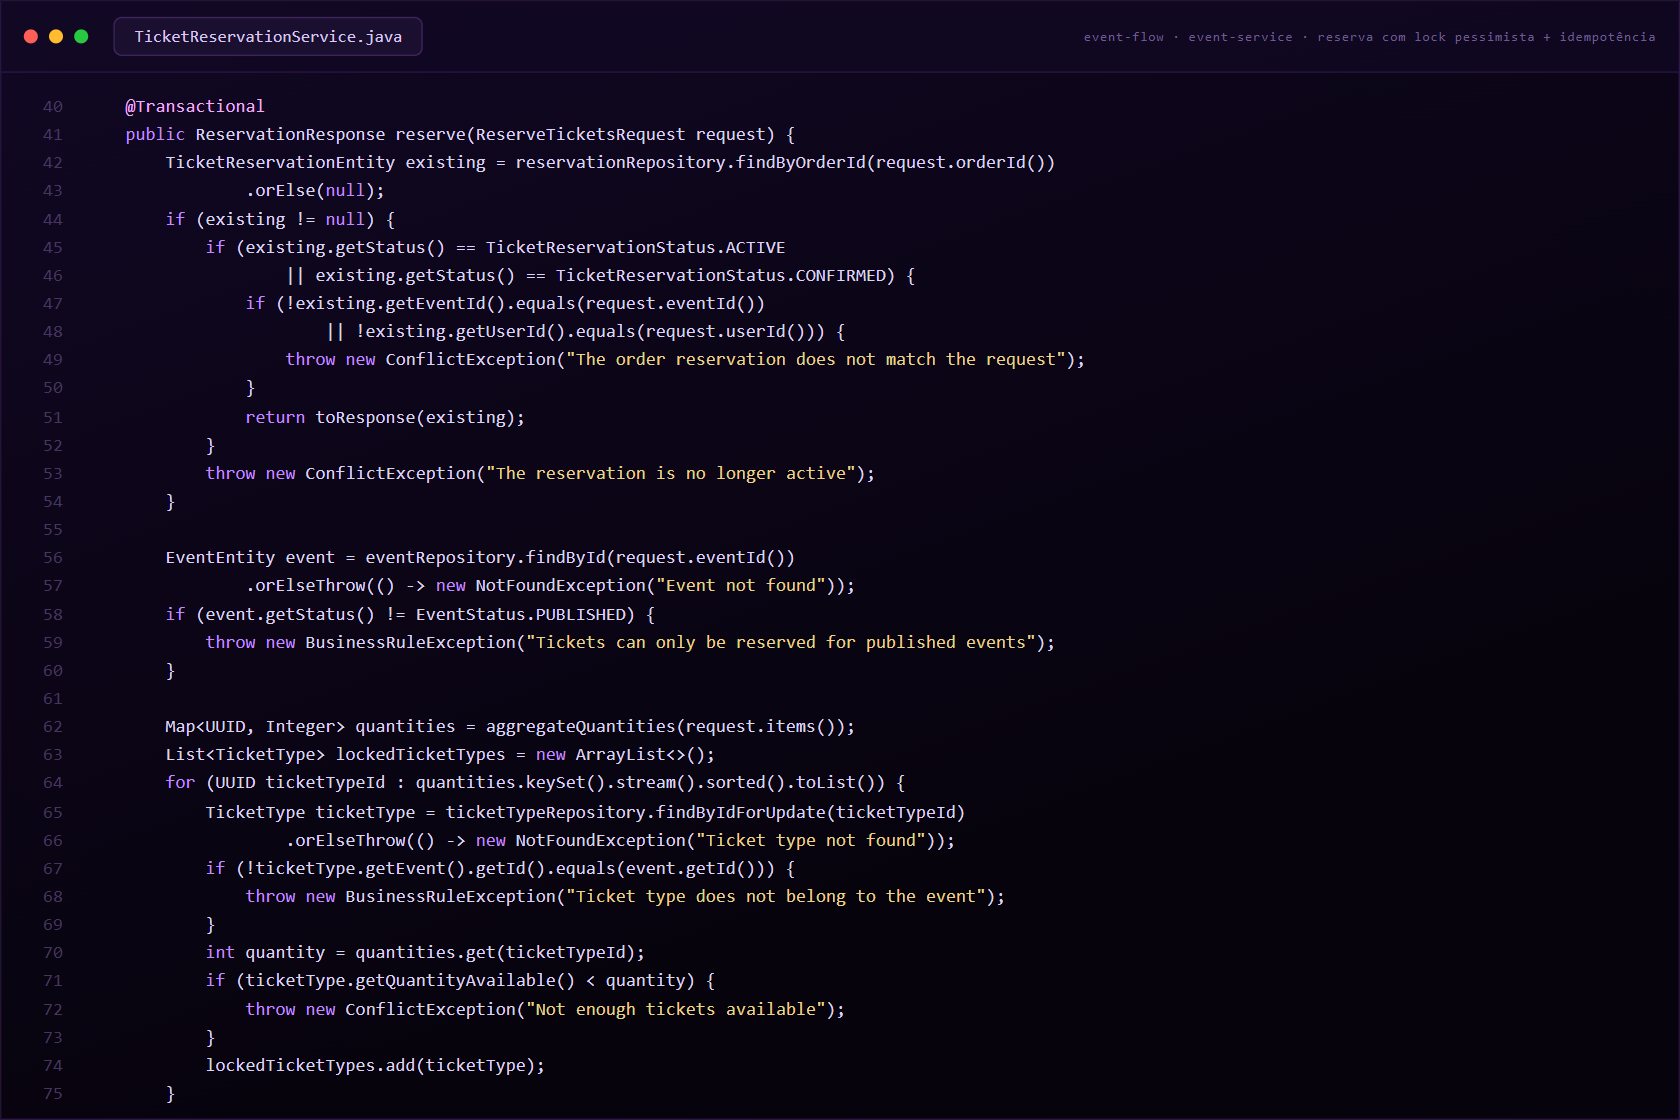 TicketReservationService.java
event-flow · event-service · reserva com lock pessimista + idempotência
40 @Transactional
41 public ReservationResponse reserve(ReserveTicketsRequest request) {
42 TicketReservationEntity existing = reservationRepository.findByOrderId(request.orderId())
43 .orElse(null);
44 if (existing != null) {
45 if (existing.getStatus() == TicketReservationStatus.ACTIVE
46 || existing.getStatus() == TicketReservationStatus.CONFIRMED) {
47 if (!existing.getEventId().equals(request.eventId())
48 || !existing.getUserId().equals(request.userId())) {
49 throw new ConflictException("The order reservation does not match the request");
50 }
51 return toResponse(existing);
52 }
53 throw new ConflictException("The reservation is no longer active");
54 }
55
56 EventEntity event = eventRepository.findById(request.eventId())
57 .orElseThrow(() -> new NotFoundException("Event not found"));
58 if (event.getStatus() != EventStatus.PUBLISHED) {
59 throw new BusinessRuleException("Tickets can only be reserved for published events");
60 }
61
62 Map<UUID, Integer> quantities = aggregateQuantities(request.items());
63 List<TicketType> lockedTicketTypes = new ArrayList<>();
64 for (UUID ticketTypeId : quantities.keySet().stream().sorted().toList()) {
65 TicketType ticketType = ticketTypeRepository.findByIdForUpdate(ticketTypeId)
66 .orElseThrow(() -> new NotFoundException("Ticket type not found"));
67 if (!ticketType.getEvent().getId().equals(event.getId())) {
68 throw new BusinessRuleException("Ticket type does not belong to the event");
69 }
70 int quantity = quantities.get(ticketTypeId);
71 if (ticketType.getQuantityAvailable() < quantity) {
72 throw new ConflictException("Not enough tickets available");
73 }
74 lockedTicketTypes.add(ticketType);
75 }